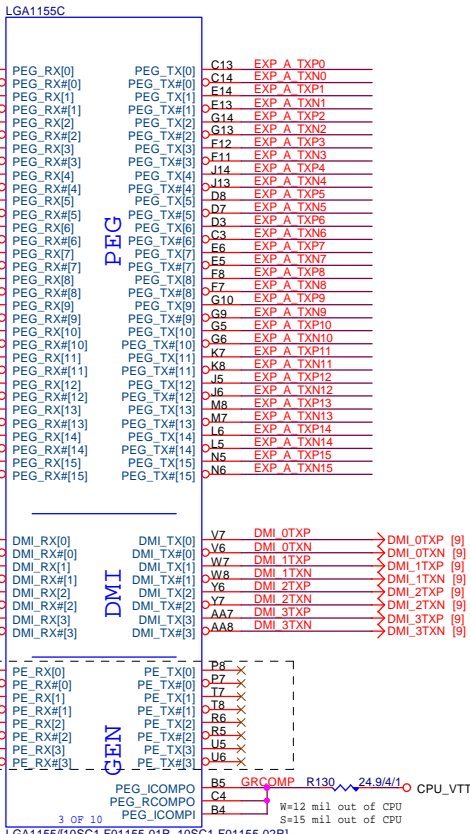 LGA1155C
PEG_RX[0] PEG_TX[0] C13 EXP_A_TXP0
PEG_RX#[0] PEG_TX#[0] C14 EXP_A_TXN0
PEG_RX[1] PEG_TX[1] E14 EXP_A_TXP1
PEG_RX#[1] PEG_TX#[1] E13 EXP_A_TXN1
PEG_RX[2] PEG_TX[2] G14 EXP_A_TXP2
PEG_RX#[2] PEG_TX#[2] G13 EXP_A_TXN2
PEG_RX[3] PEG_TX[3] F12 EXP_A_TXP3
PEG_RX#[3] PEG_TX#[3] F11 EXP_A_TXN3
PEG_RX[4] PEG_TX[4] J14 EXP_A_TXP4
PEG_RX#[4] PEG_TX#[4] J13 EXP_A_TXN4
PEG_RX[5] PEG_TX[5] D8 EXP_A_TXP5
PEG_RX#[5] PEG_TX#[5] D7 EXP_A_TXN5
PEG_RX[6] PEG_TX[6] D3 EXP_A_TXP6
PEG_RX#[6] PEG_TX#[6] C3 EXP_A_TXN6
PEG_RX[7] PEG_TX[7] E6 EXP_A_TXP7
PEG_RX#[7] PEG_TX#[7] E5 EXP_A_TXN7
PEG_RX[8] PEG_TX[8] F8 EXP_A_TXP8
PEG_RX#[8] PEG_TX#[8] F7 EXP_A_TXN8
PEG_RX[9] PEG_TX[9] G10 EXP_A_TXP9
PEG_RX#[9] PEG_TX#[9] G9 EXP_A_TXN9
PEG_RX[10] PEG_TX[10] G5 EXP_A_TXP10
PEG_RX#[10] PEG_TX#[10] G6 EXP_A_TXN10
PEG_RX[11] PEG_TX[11] K7 EXP_A_TXP11
PEG_RX#[11] PEG_TX#[11] K8 EXP_A_TXN11
PEG_RX[12] PEG_TX[12] J5 EXP_A_TXP12
PEG_RX#[12] PEG_TX#[12] J6 EXP_A_TXN12
PEG_RX[13] PEG_TX[13] M8 EXP_A_TXP13
PEG_RX#[13] PEG_TX#[13] M7 EXP_A_TXN13
PEG_RX[14] PEG_TX[14] L6 EXP_A_TXP14
PEG_RX#[14] PEG_TX#[14] L5 EXP_A_TXN14
PEG_RX[15] PEG_TX[15] N5 EXP_A_TXP15
PEG_RX#[15] PEG_TX#[15] N6 EXP_A_TXN15
PEG
DMI_RX[0] DMI_TX[0] V7 DMI_0TXP DMI_0TXP [9]
DMI_RX#[0] DMI_TX#[0] V6 DMI_0TXN DMI_0TXN [9]
DMI_RX[1] DMI_TX[1] W7 DMI_1TXP DMI_1TXP [9]
DMI_RX#[1] DMI_TX#[1] W8 DMI_1TXN DMI_1TXN [9]
DMI_RX[2] DMI_TX[2] Y6 DMI_2TXP DMI_2TXP [9]
DMI_RX#[2] DMI_TX#[2] Y7 DMI_2TXN DMI_2TXN [9]
DMI_RX[3] DMI_TX[3] AA7 DMI_3TXP DMI_3TXP [9]
DMI_RX#[3] DMI_TX#[3] AA8 DMI_3TXN DMI_3TXN [9]
DMI
PE_RX[0] PE_TX[0] P8
PE_RX#[0] PE_TX#[0] P7
PE_RX[1] PE_TX[1] T7
PE_RX#[1] PE_TX#[1] T8
PE_RX[2] PE_TX[2] R6
PE_RX#[2] PE_TX#[2] R5
PE_RX[3] PE_TX[3] U5
PE_RX#[3] PE_TX#[3] U6
GEN
PEG_ICOMPO B5 GRCOMP R130 24.9/4/1 CPU_VTT
PEG_RCOMPO C4
PEG_ICOMPI B4
W=12 mil out of CPU
S=15 mil out of CPU
3 OF 10
LGA1155/[10SC1-F01155-01R, 10SC1-F01155-02R]